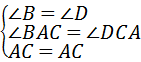 ∠B = ∠D
∠BAC = ∠DCA
AC = AC